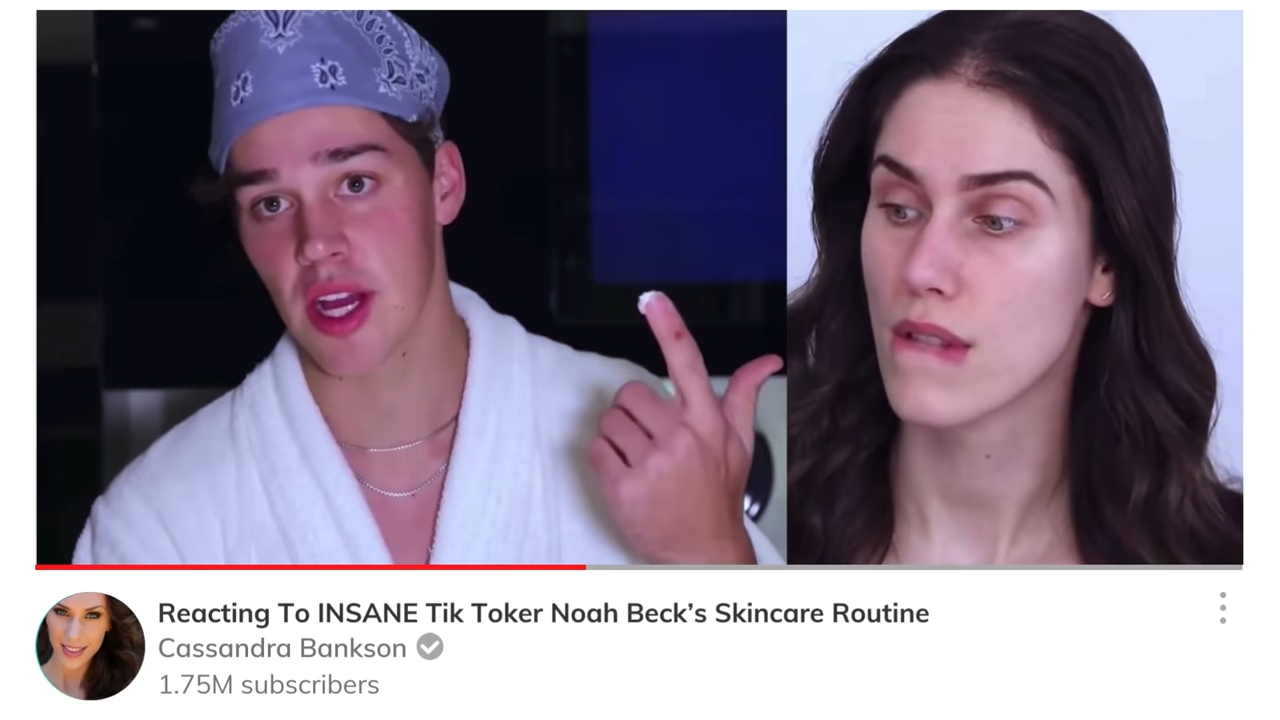 Reacting To INSANE Tik Toker Noah Beck’s Skincare Routine
Cassandra Bankson
1.75M subscribers